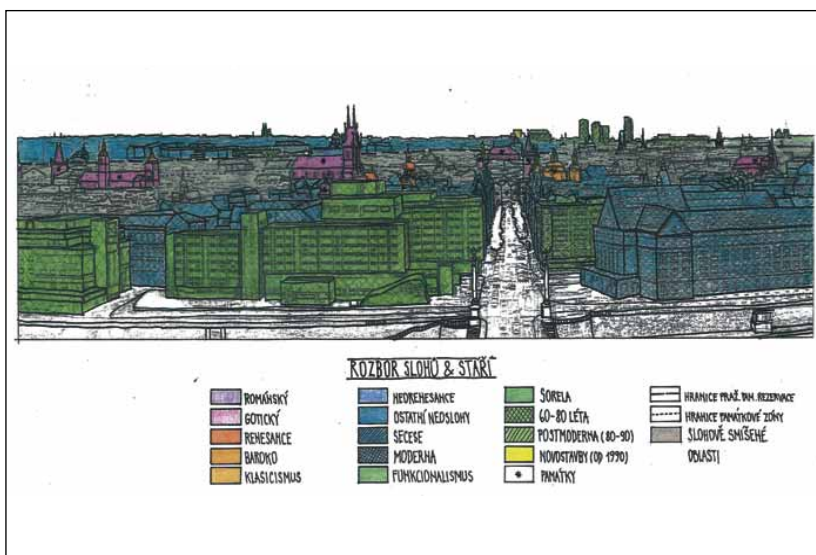 ROZBOR SLOHŮ & STAŘÍ
ROMÁNSKÝ
GOTICKÝ
RENESANCE
BAROKO
KLASICISMUS
NEORENESANCE
OSTATNÍ NEOSLOHY
SECESE
MODERNA
FUNKCIONALISMUS
SORELA
60-80 LÉTA
POSTMODERNA (80-90)
NOVOSTAVBY (OD 1990)
PAMÁTKY
HRANICE PRAŽ. PAM. REZERVACE
HRANICE PAMÁTKOVÉ ZÓNY
SLOHOVĚ SMÍŠENÉ
OBLASTI